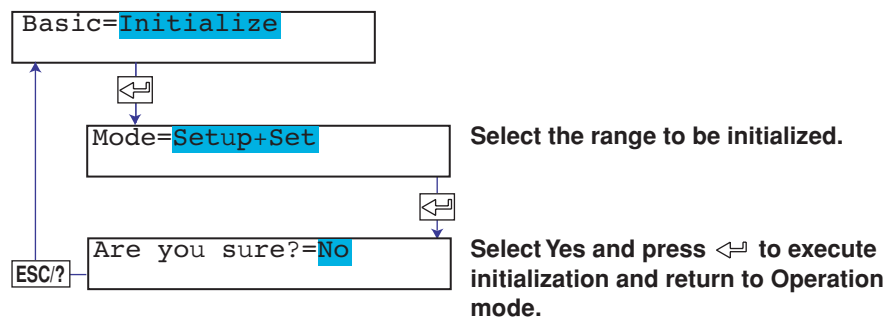 Basic=Initialize
Mode=Setup+Set
Select the range to be initialized.
Are you sure?=No
ESC/?
Select Yes and press to execute
initialization and return to Operation
mode.